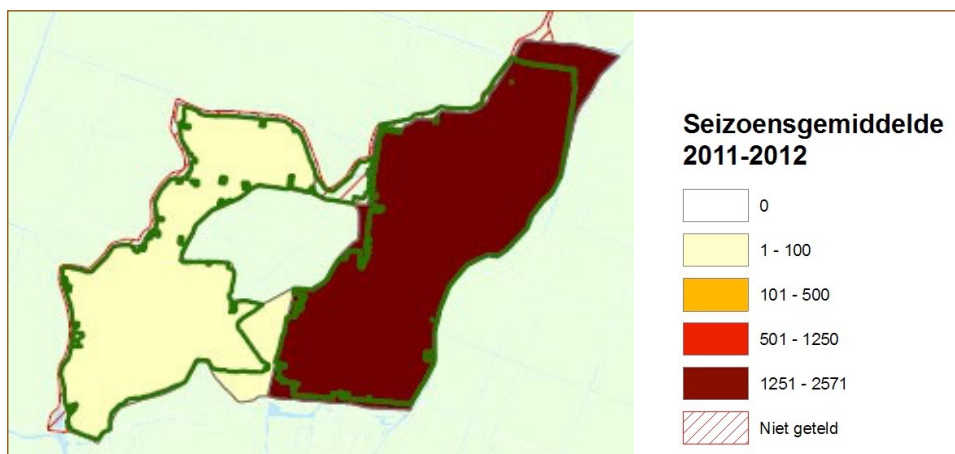 Seizoensgemiddelde
2011-2012
0
1 - 100
101 - 500
501 - 1250
1251 - 2571
Niet geteld